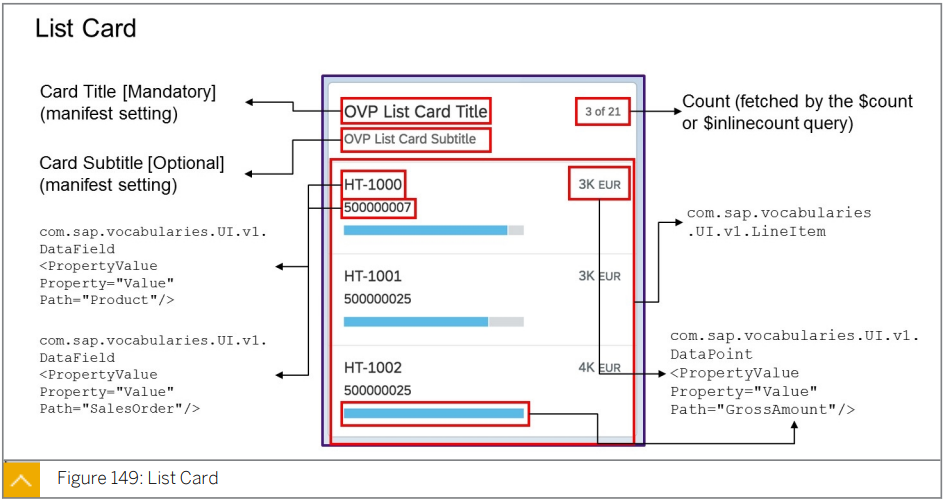 List Card
Card Title [Mandatory]
(manifest setting)
Card Subtitle [Optional]
(manifest setting)
com.sap.vocabularies.UI.v1.
DataField
<PropertyValue
Property="Value"
Path="Product"/>
com.sap.vocabularies.UI.v1.
DataField
<PropertyValue
Property="Value"
Path="SalesOrder"/>
OVP List Card Title
3 of 21
OVP List Card Subtitle
HT-1000
3K EUR
500000007
HT-1001
3K EUR
500000025
HT-1002
4K EUR
500000025
Count (fetched by the $count
or $inlinecount query)
com.sap.vocabularies
.UI.v1.LineItem
com.sap.vocabularies.UI.v1.
DataPoint
<PropertyValue
Property="Value"
Path="GrossAmount"/>
Figure 149: List Card